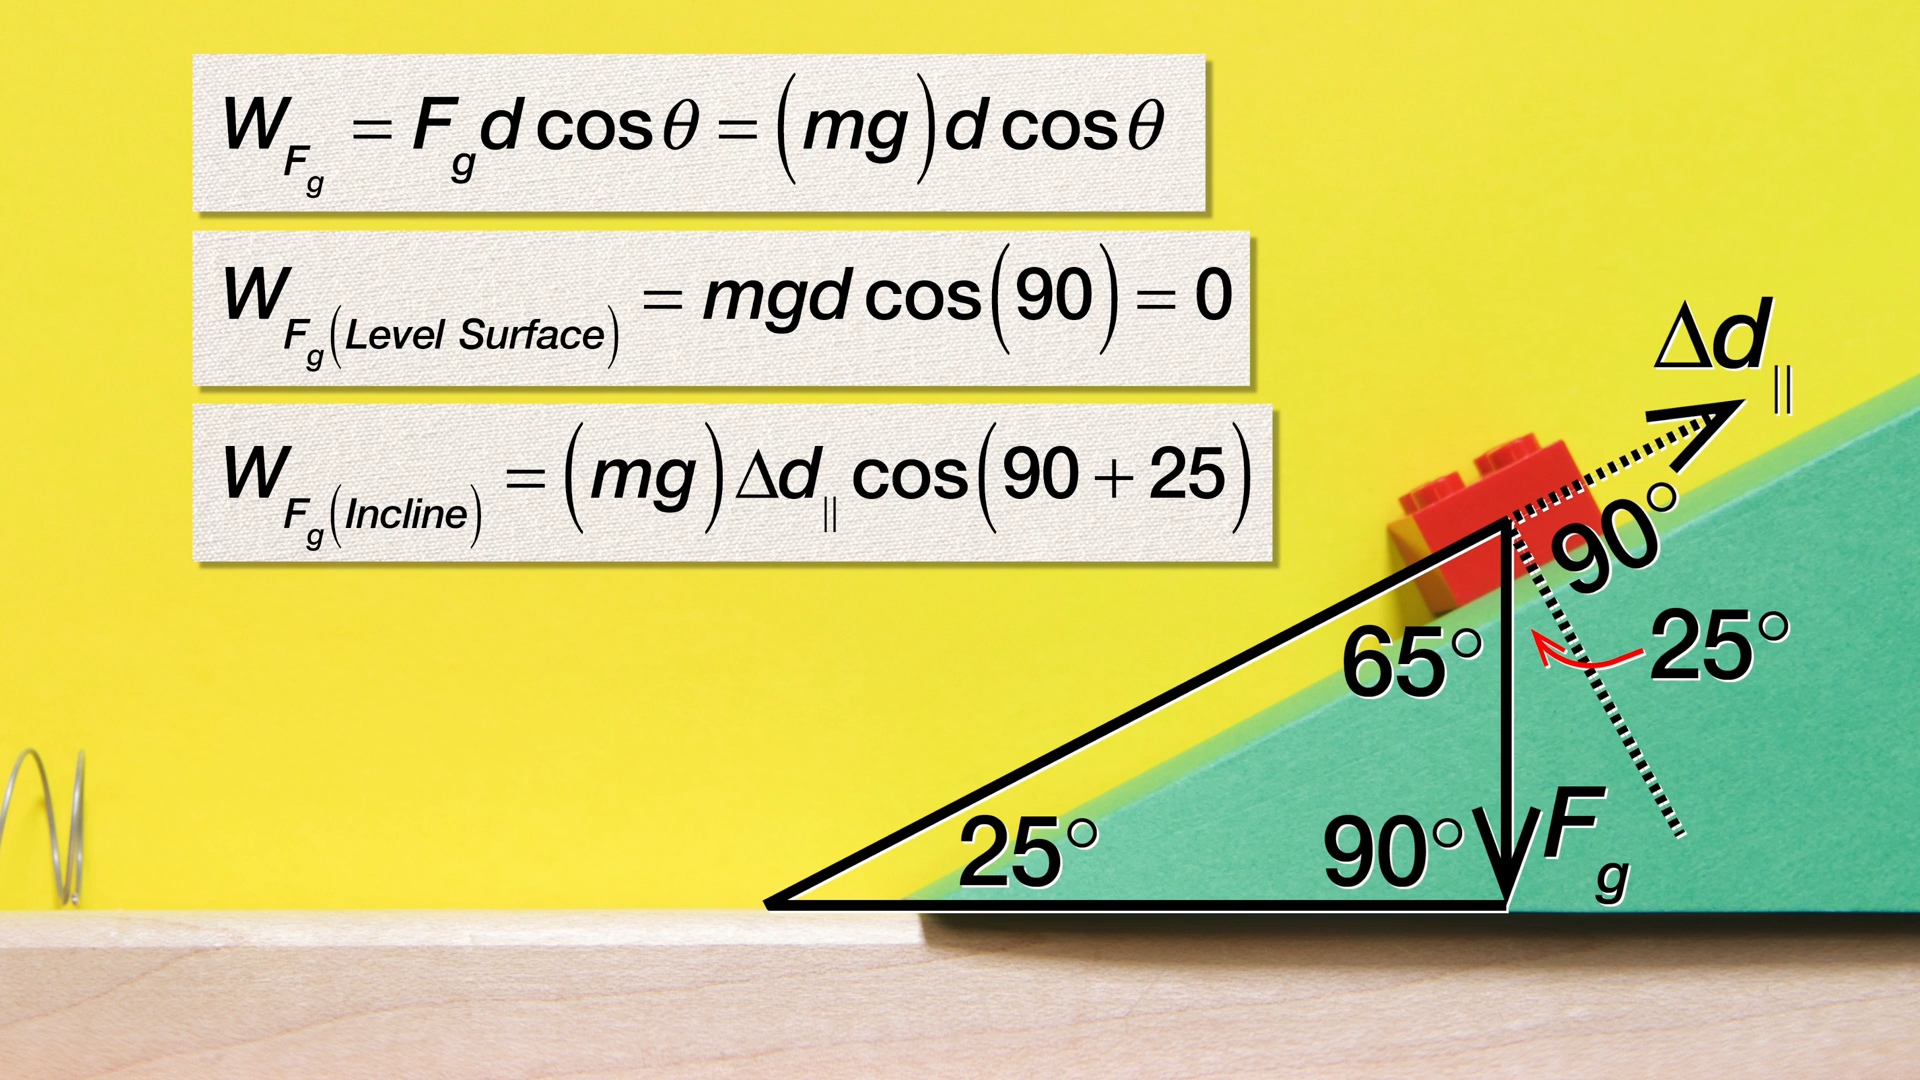 W_{F_g} = F_g d cos θ = (mg) d cos θ
W_{F_g (Level Surface)} = mgd cos(90) = 0
W_{F_g (Incline)} = (mg) Δd_∥ cos(90 + 25)
Δd_∥
90°
25°
65°
25°
90°
F_g